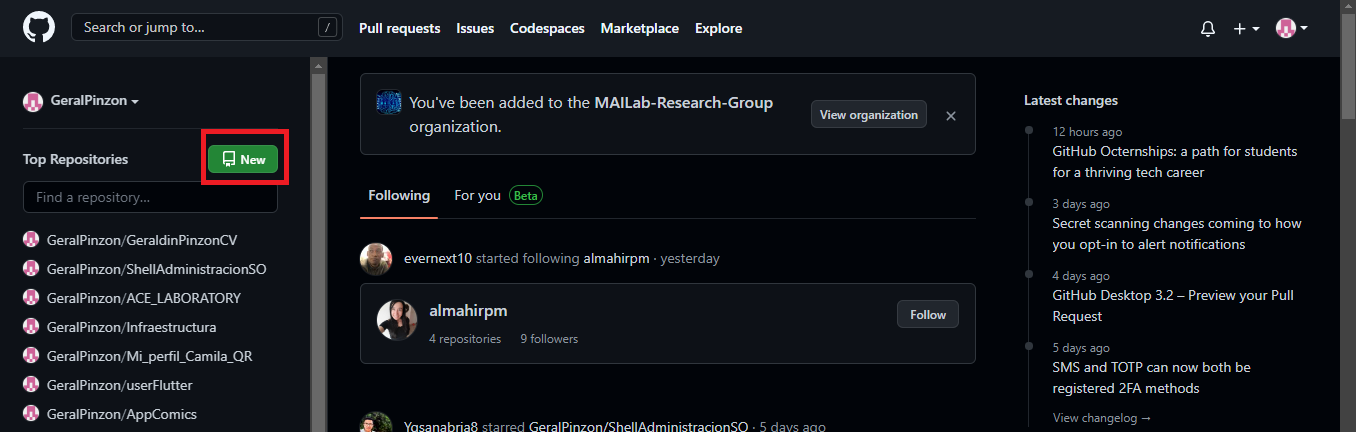 Search or jump to... /
Pull requests Issues Codespaces Marketplace Explore
GeralPinzon
Top Repositories
New
Find a repository...
GeralPinzon/GeraldinPinzonCV
GeralPinzon/ShellAdministracionSO
GeralPinzon/ACE_LABORATORY
GeralPinzon/Infraestructura
GeralPinzon/Mi_perfil_Camila_QR
GeralPinzon/userFlutter
GeralPinzon/AppComics
You've been added to the MAILab-Research-Group
organization.
View organization
Following For you Beta
evernext10 started following almahirpm · yesterday
almahirpm
4 repositories 9 followers
Follow
Yqsanabria8 starred GeralPinzon/ShellAdministracionSO · 5 days ago
Latest changes
12 hours ago
GitHub Octernships: a path for students
for a thriving tech career
3 days ago
Secret scanning changes coming to how
you opt-in to alert notifications
4 days ago
GitHub Desktop 3.2 – Preview your Pull
Request
5 days ago
SMS and TOTP can now both be
registered 2FA methods
View changelog →